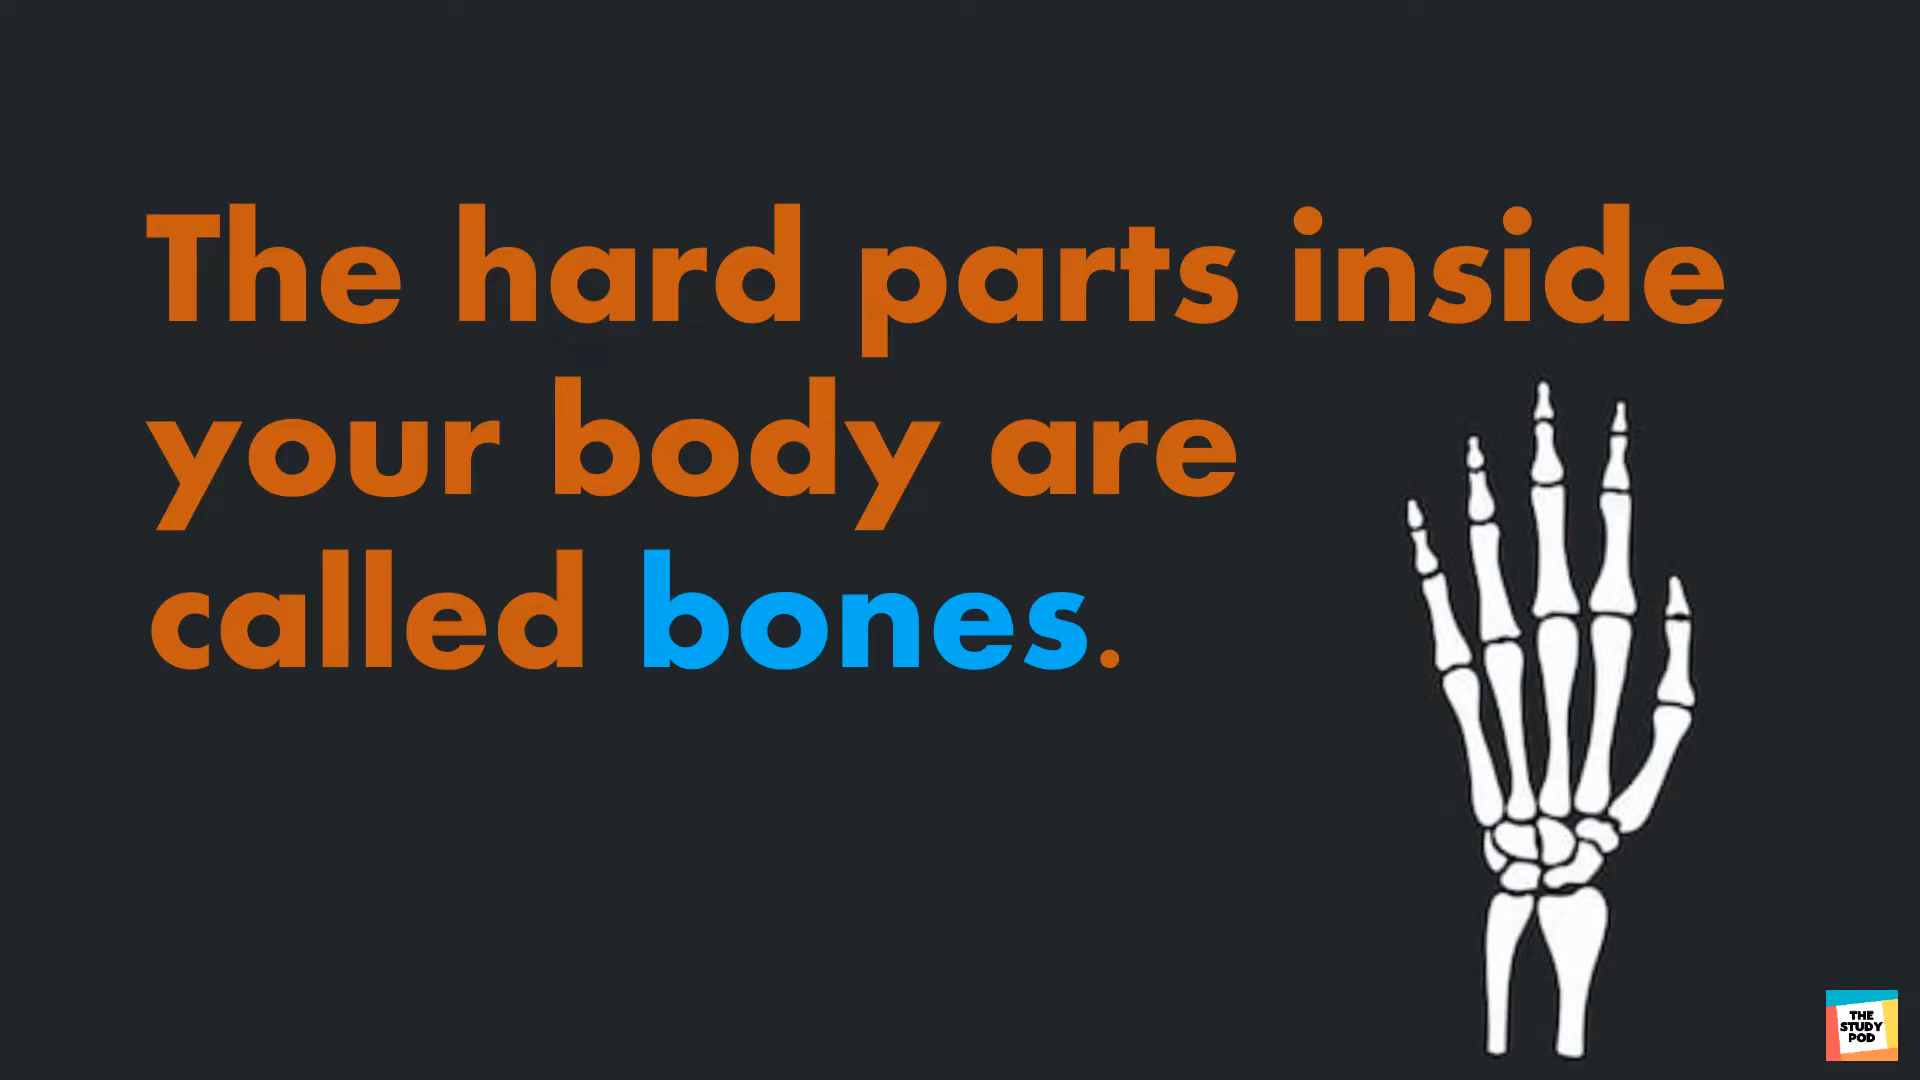 The hard parts inside
your body are
called bones.
THE
STUDY
POD